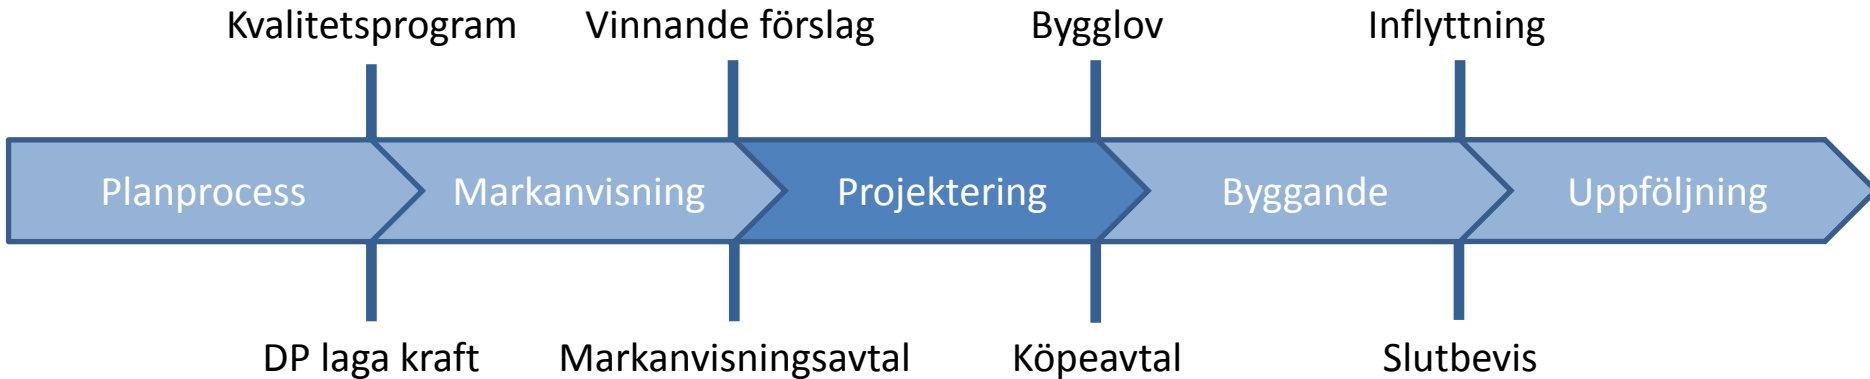 Kvalitetsprogram
Vinnande förslag
Bygglov
Inflyttning
Planprocess
Markanvisning
Projektering
Byggande
Uppföljning
DP laga kraft
Markanvisningsavtal
Köpeavtal
Slutbevis